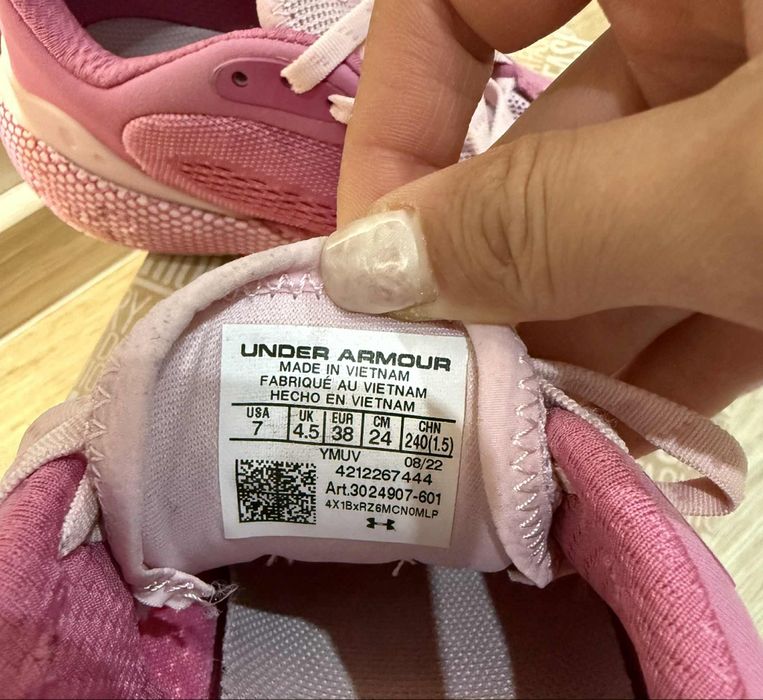 UNDER ARMOUR
MADE IN VIETNAM
FABRIQUÉ AU VIETNAM
HECHO EN VIETNAM
USA UK EUR CM CHN
7 4.5 38 24 240(1.5)
YMUV 08/22
4212267444
Art.3024907-601
4X1BxRZ6MCN0MLP